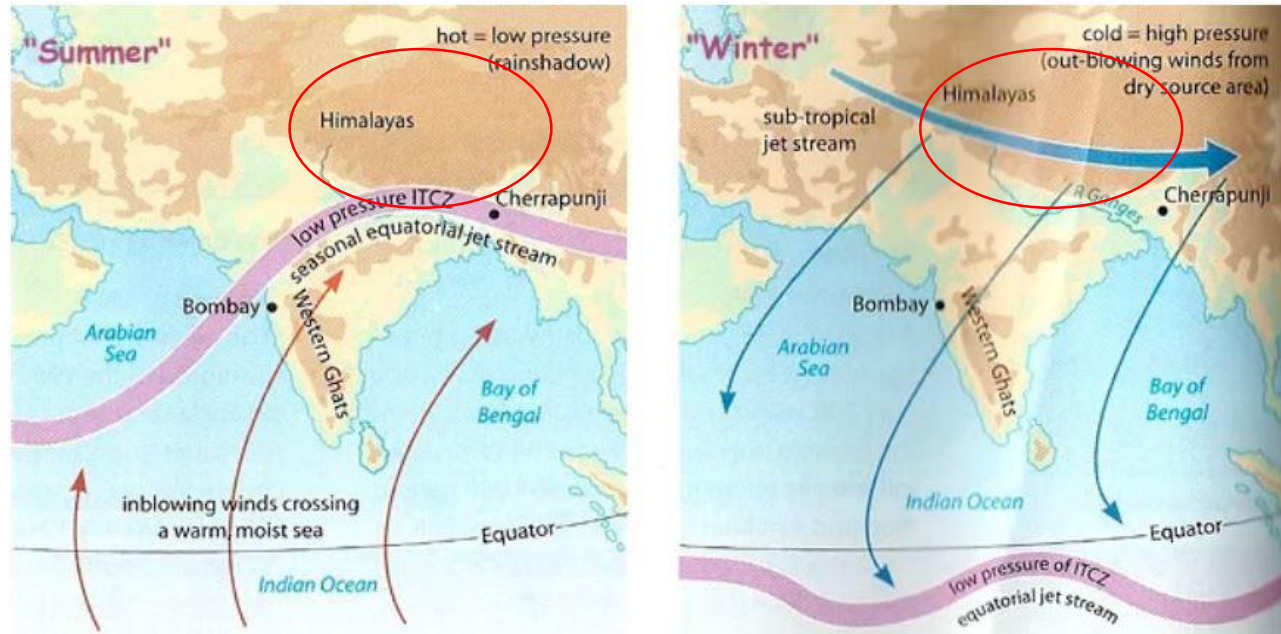 "Summer"
hot = low pressure
(rainshadow)
Himalayas
low pressure ITCZ
Cherrapunji
seasonal equatorial jet stream
Bombay
Western Ghats
Arabian
Sea
Bay of
Bengal
inblowing winds crossing
a warm, moist sea
Equator
Indian Ocean
"Winter"
cold = high pressure
(out-blowing winds from
dry source area)
Himalayas
sub-tropical
jet stream
R Ganges
Cherrapunji
Bombay
Western Ghats
Arabian
Sea
Bay of
Bengal
Indian Ocean
Equator
low pressure of ITCZ
equatorial jet stream